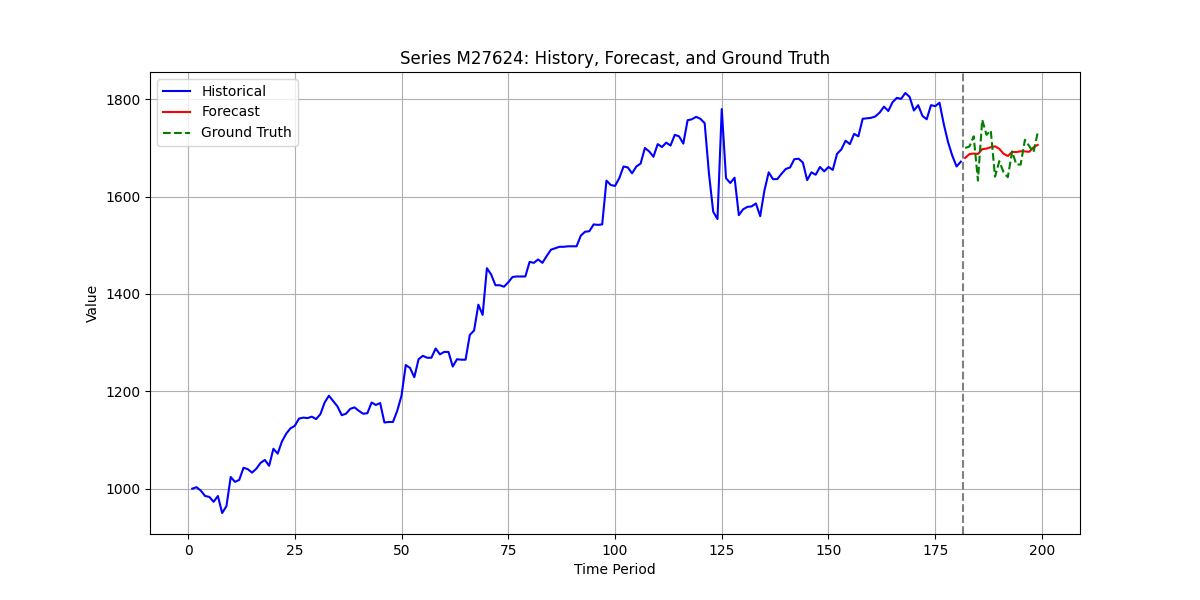 Series M27624: History, Forecast, and Ground Truth
Historical
Forecast
Ground Truth
1800
1600
1400
1200
1000
Value
0 25 50 75 100 125 150 175 200
Time Period